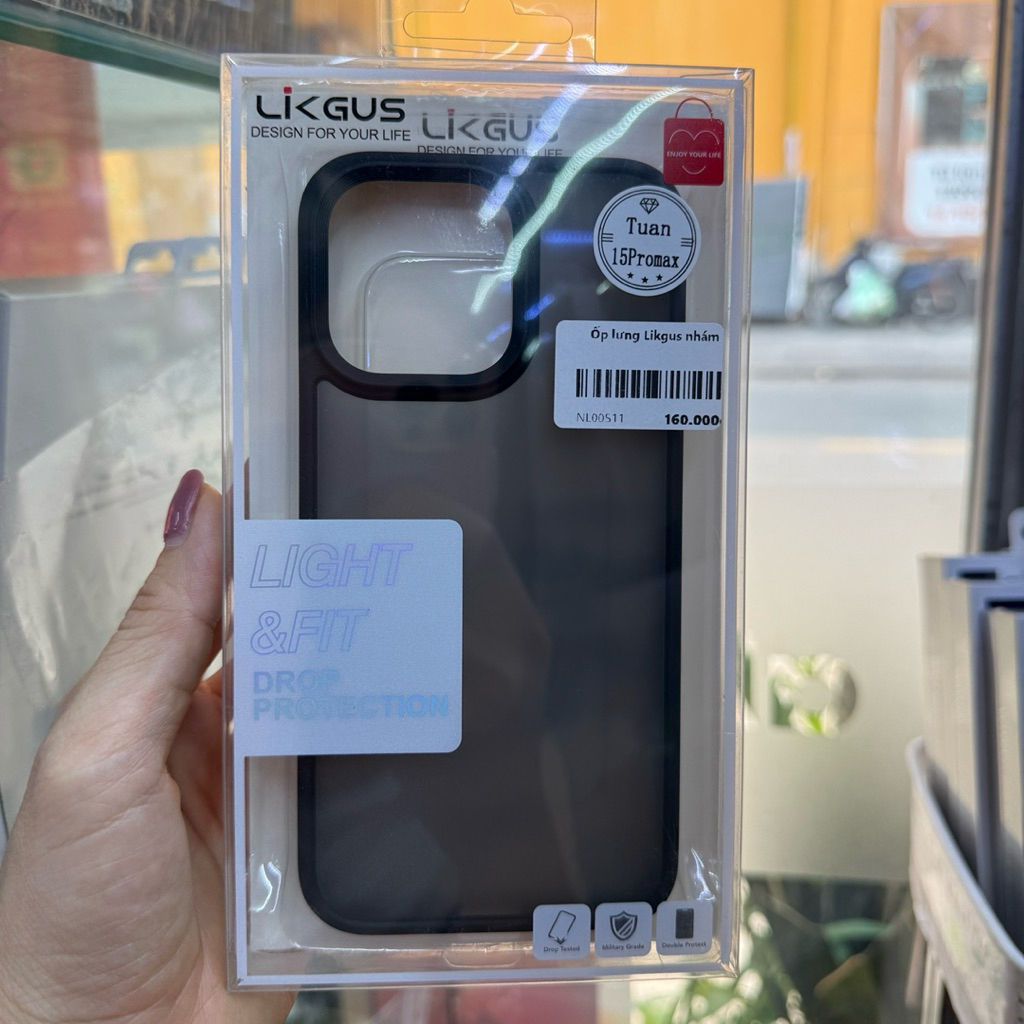 LIKGUS
DESIGN FOR YOUR LIFE
LIKGUS
DESIGN FOR YOUR LIFE
ENJOY YOUR LIFE
Tuan
15Promax
Ốp lưng Likgus nhám
NL00511 160.000
LIGHT
&FIT
DROP
PROTECTION
Drop Tested
Military Grade
Double Protect